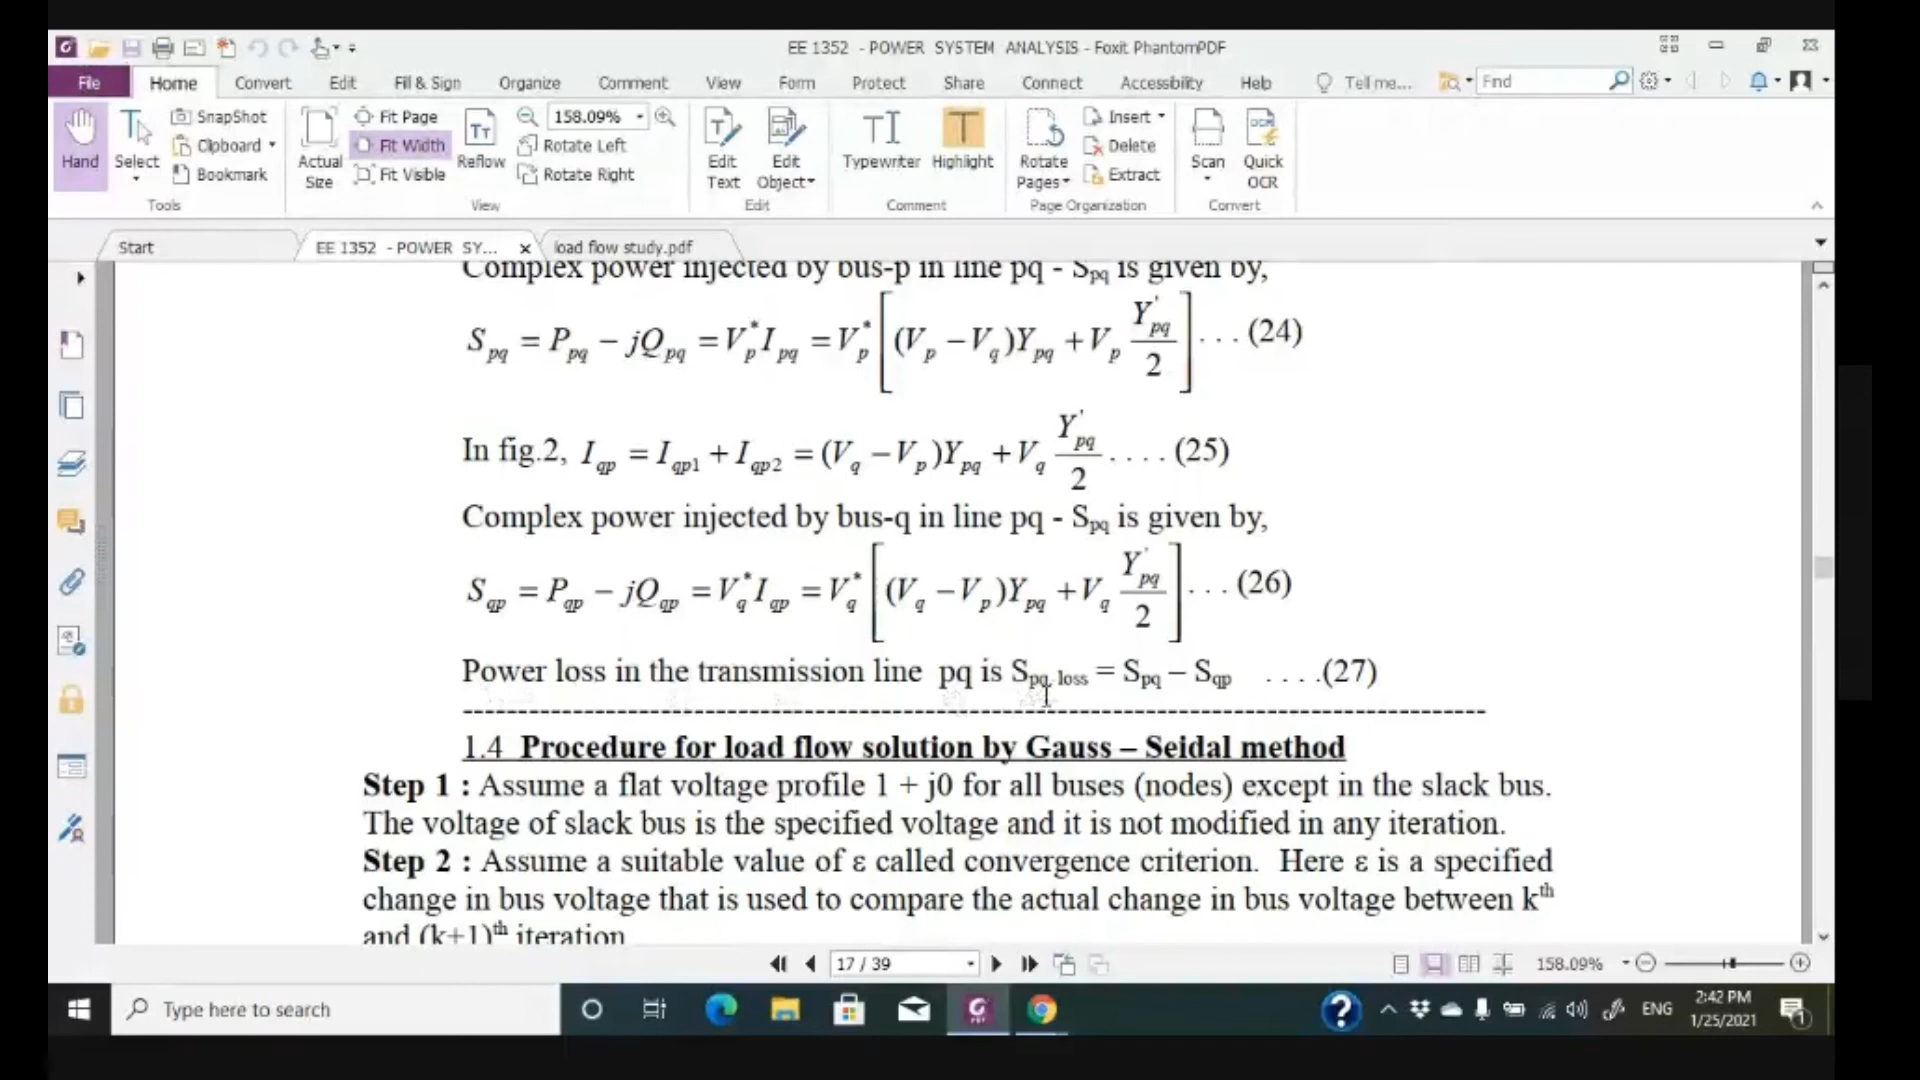 EE 1352 - POWER SYSTEM ANALYSIS - Foxit PhantomPDF
File Home Convert Edit Fill & Sign Organize Comment View Form Protect Share Connect Accessibility Help Tell me... Find
Hand
Select
SnapShot
Clipboard
Bookmark
Tools
Actual Size
Fit Page
Fit Width
Fit Visible
Reflow
158.09%
Rotate Left
Rotate Right
View
Edit Text
Edit Object
Edit
Typewriter
Highlight
Comment
Rotate Pages
Insert
Delete
Extract
Page Organization
Scan
Quick OCR
Convert
Start EE 1352 - POWER SY... load flow study.pdf
Complex power injected by bus-p in line pq - Spq is given by,
S_pq = P_pq − jQ_pq = V_p^* I_pq = V_p^* [(V_p − V_q)Y_pq + V_p Y'_pq / 2] . . . (24)
In fig.2, I_qp = I_qp1 + I_qp2 = (V_q − V_p)Y_pq + V_q Y'_pq / 2 . . . . (25)
Complex power injected by bus-q in line pq - Spq is given by,
S_qp = P_qp − jQ_qp = V_q^* I_qp = V_q^* [(V_q − V_p)Y_pq + V_q Y'_pq / 2] . . . (26)
Power loss in the transmission line pq is Spq loss = Spq – Sqp . . . .(27)
1.4 Procedure for load flow solution by Gauss – Seidal method
Step 1 : Assume a flat voltage profile 1 + j0 for all buses (nodes) except in the slack bus.
The voltage of slack bus is the specified voltage and it is not modified in any iteration.
Step 2 : Assume a suitable value of ε called convergence criterion. Here ε is a specified
change in bus voltage that is used to compare the actual change in bus voltage between kth
and (k+1)th iteration
17 / 39
158.09%
Type here to search
ENG
2:42 PM
1/25/2021